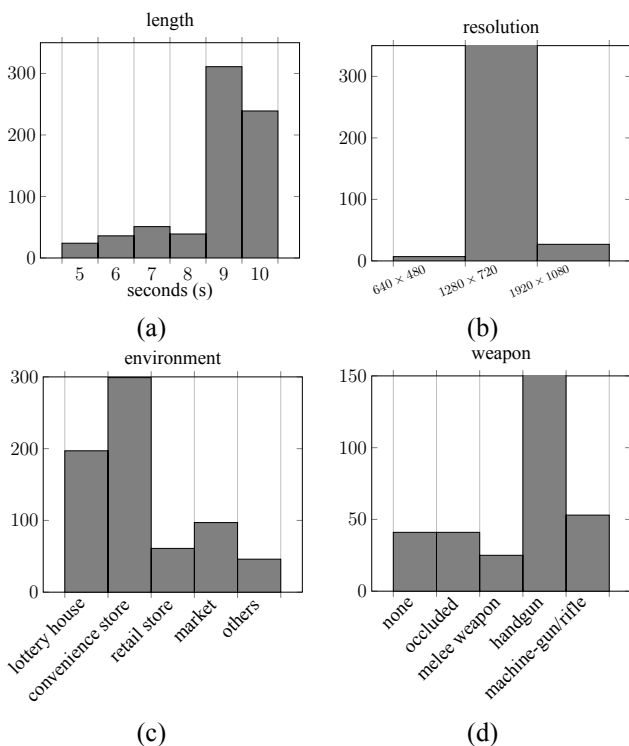 length
300
200
100
0
5 6 7 8 9 10
seconds (s)
(a)
resolution
300
200
100
0
640 × 480
1280 × 720
1920 × 1080
(b)
environment
300
200
100
0
lottery house
convenience store
retail store
market
others
(c)
weapon
150
100
50
0
none
occluded
melee weapon
handgun
machine-gun/rifle
(d)